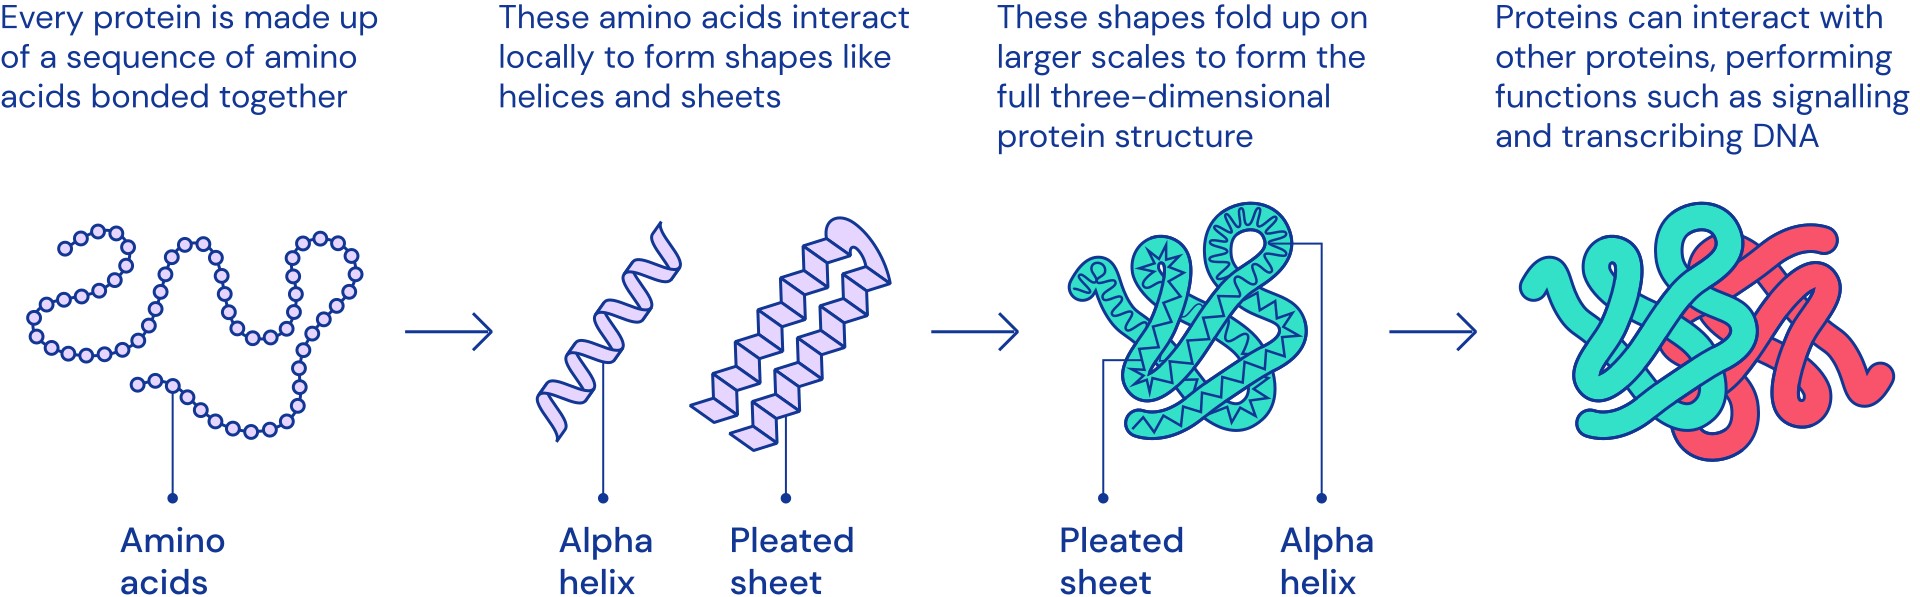 Every protein is made up
of a sequence of amino
acids bonded together
These amino acids interact
locally to form shapes like
helices and sheets
These shapes fold up on
larger scales to form the
full three-dimensional
protein structure
Proteins can interact with
other proteins, performing
functions such as signalling
and transcribing DNA
Amino
acids
Alpha
helix
Pleated
sheet
Pleated
sheet
Alpha
helix